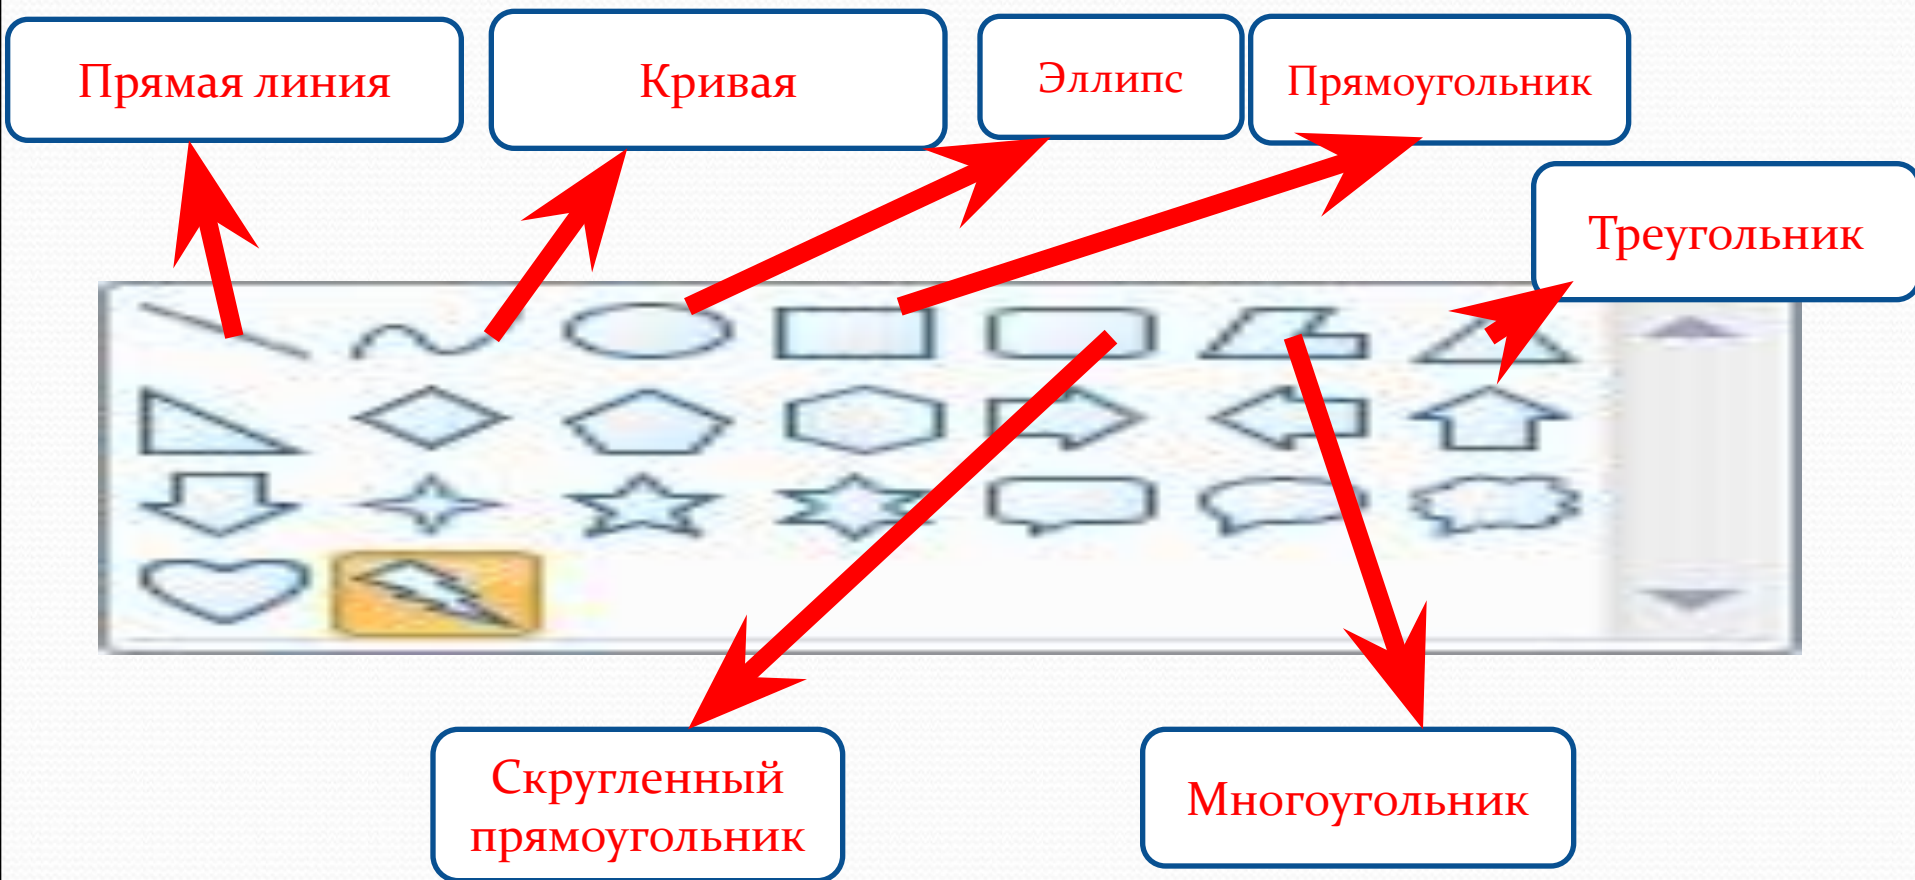 Прямая линия
Кривая
Эллипс
Прямоугольник
Треугольник
Скругленный
прямоугольник
Многоугольник